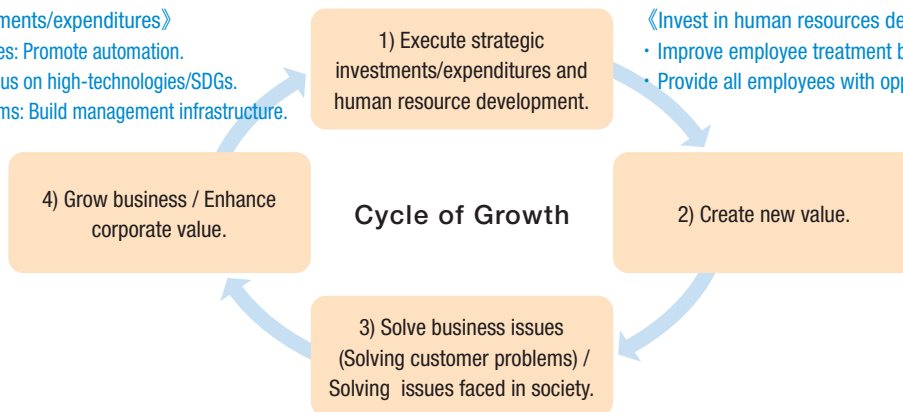 ments/expenditures》
es: Promote automation.
us on high-technologies/SDGs.
ms: Build management infrastructure.
1) Execute strategic
investments/expenditures and
human resource development.
《Invest in human resources de
・Improve employee treatment b
・Provide all employees with opp
4) Grow business / Enhance
corporate value.
Cycle of Growth
2) Create new value.
3) Solve business issues
(Solving customer problems) /
Solving issues faced in society.